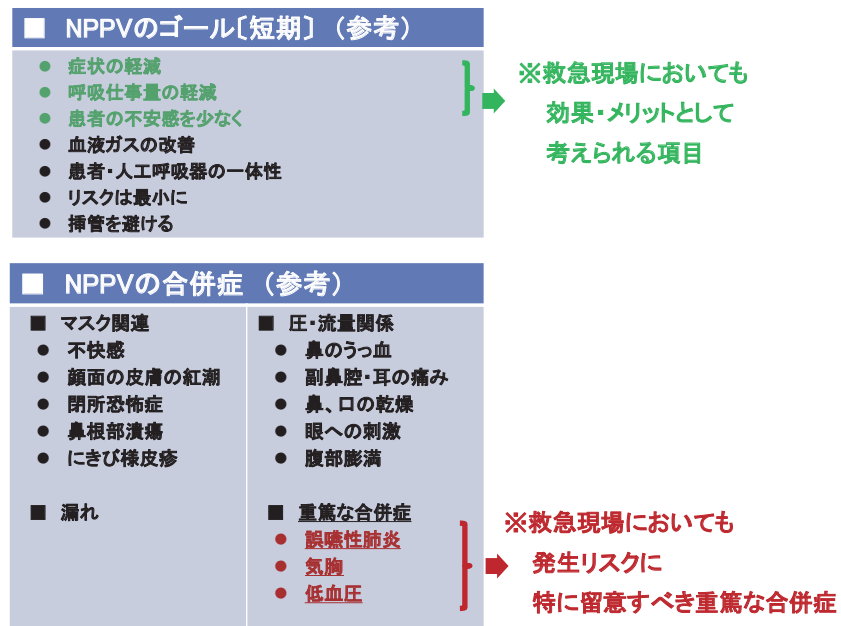 ■ NPPVのゴール〔短期〕（参考）
● 症状の軽減
● 呼吸仕事量の軽減
● 患者の不安感を少なく
● 血液ガスの改善
● 患者・人工呼吸器の一体性
● リスクは最小に
● 挿管を避ける
※救急現場においても
効果・メリットとして
考えられる項目
■ NPPVの合併症 （参考）
■ マスク関連
● 不快感
● 顔面の皮膚の紅潮
● 閉所恐怖症
● 鼻根部潰瘍
● にきび様皮疹
■ 漏れ
■ 圧・流量関係
● 鼻のうっ血
● 副鼻腔・耳の痛み
● 鼻、口の乾燥
● 眼への刺激
● 腹部膨満
■ 重篤な合併症
● 誤嚥性肺炎
● 気胸
● 低血圧
※救急現場においても
発生リスクに
特に留意すべき重篤な合併症